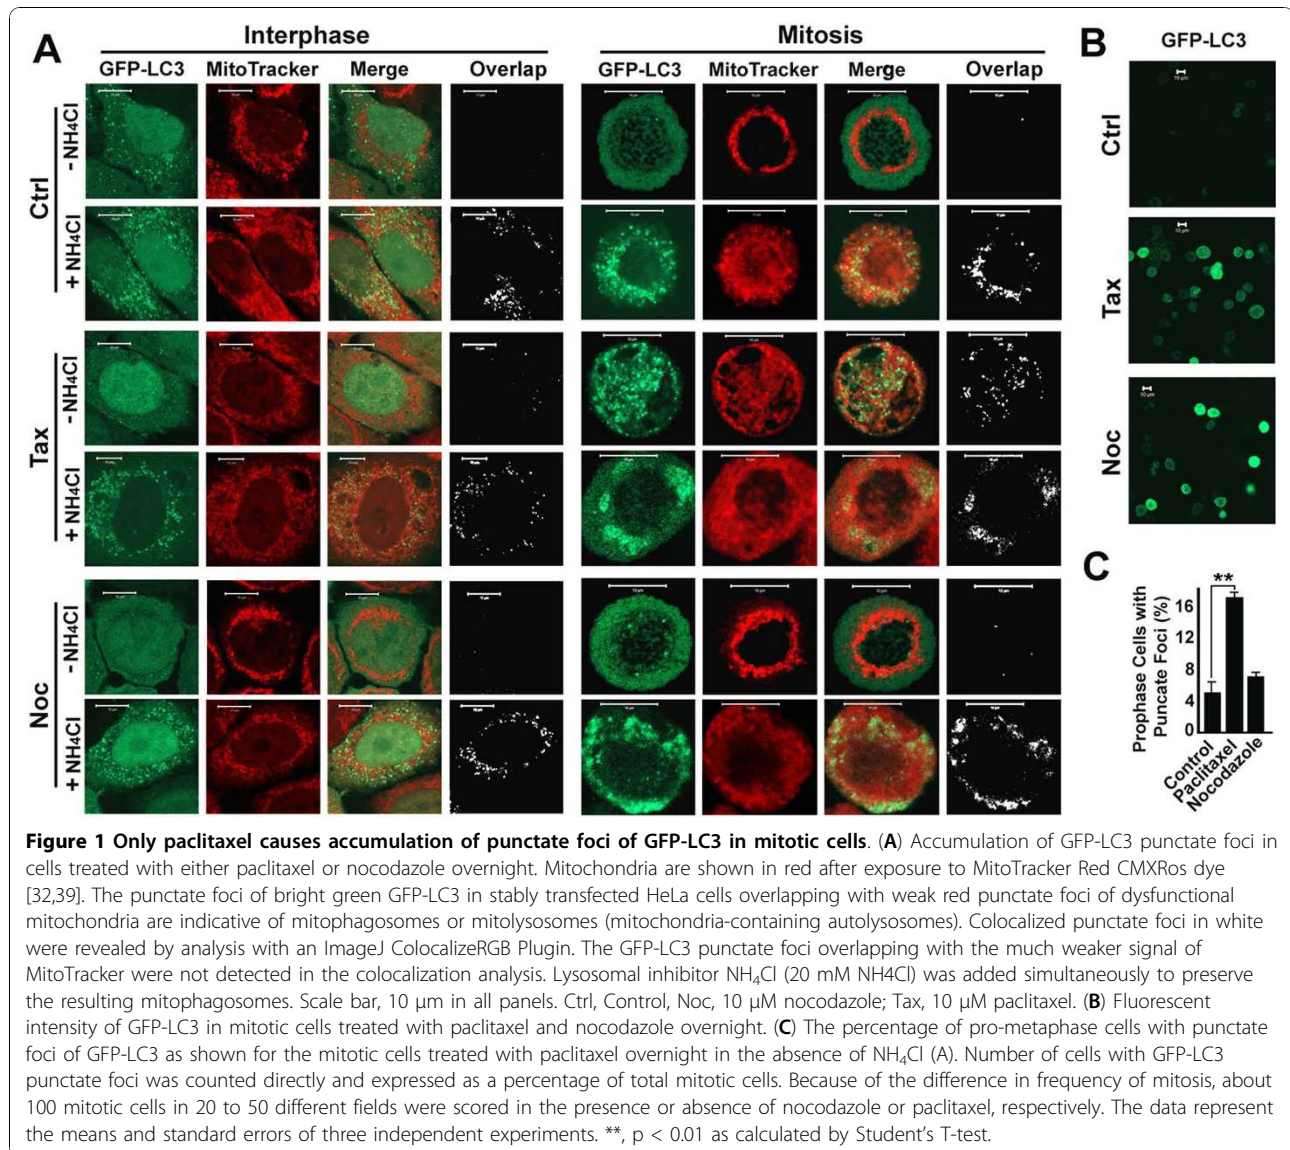 A
Interphase
Mitosis
GFP-LC3 MitoTracker Merge Overlap
GFP-LC3 MitoTracker Merge Overlap
Ctrl
- NH4Cl
+ NH4Cl
Tax
- NH4Cl
+ NH4Cl
Noc
- NH4Cl
+ NH4Cl
B
GFP-LC3
Ctrl
10 µm
Tax
10 µm
Noc
10 µm
C
Prophase Cells with
Puncate Foci (%)
**
16
12
8
4
0
Control
Paclitaxel
Nocodazole
Figure 1 Only paclitaxel causes accumulation of punctate foci of GFP-LC3 in mitotic cells. (A) Accumulation of GFP-LC3 punctate foci in
cells treated with either paclitaxel or nocodazole overnight. Mitochondria are shown in red after exposure to MitoTracker Red CMXRos dye
[32,39]. The punctate foci of bright green GFP-LC3 in stably transfected HeLa cells overlapping with weak red punctate foci of dysfunctional
mitochondria are indicative of mitophagosomes or mitolysosomes (mitochondria-containing autolysosomes). Colocalized punctate foci in white
were revealed by analysis with an ImageJ ColocalizeRGB Plugin. The GFP-LC3 punctate foci overlapping with the much weaker signal of
MitoTracker were not detected in the colocalization analysis. Lysosomal inhibitor NH4Cl (20 mM NH4Cl) was added simultaneously to preserve
the resulting mitophagosomes. Scale bar, 10 µm in all panels. Ctrl, Control, Noc, 10 µM nocodazole; Tax, 10 µM paclitaxel. (B) Fluorescent
intensity of GFP-LC3 in mitotic cells treated with paclitaxel and nocodazole overnight. (C) The percentage of pro-metaphase cells with punctate
foci of GFP-LC3 as shown for the mitotic cells treated with paclitaxel overnight in the absence of NH4Cl (A). Number of cells with GFP-LC3
punctate foci was counted directly and expressed as a percentage of total mitotic cells. Because of the difference in frequency of mitosis, about
100 mitotic cells in 20 to 50 different fields were scored in the presence or absence of nocodazole or paclitaxel, respectively. The data represent
the means and standard errors of three independent experiments. **, p < 0.01 as calculated by Student's T-test.